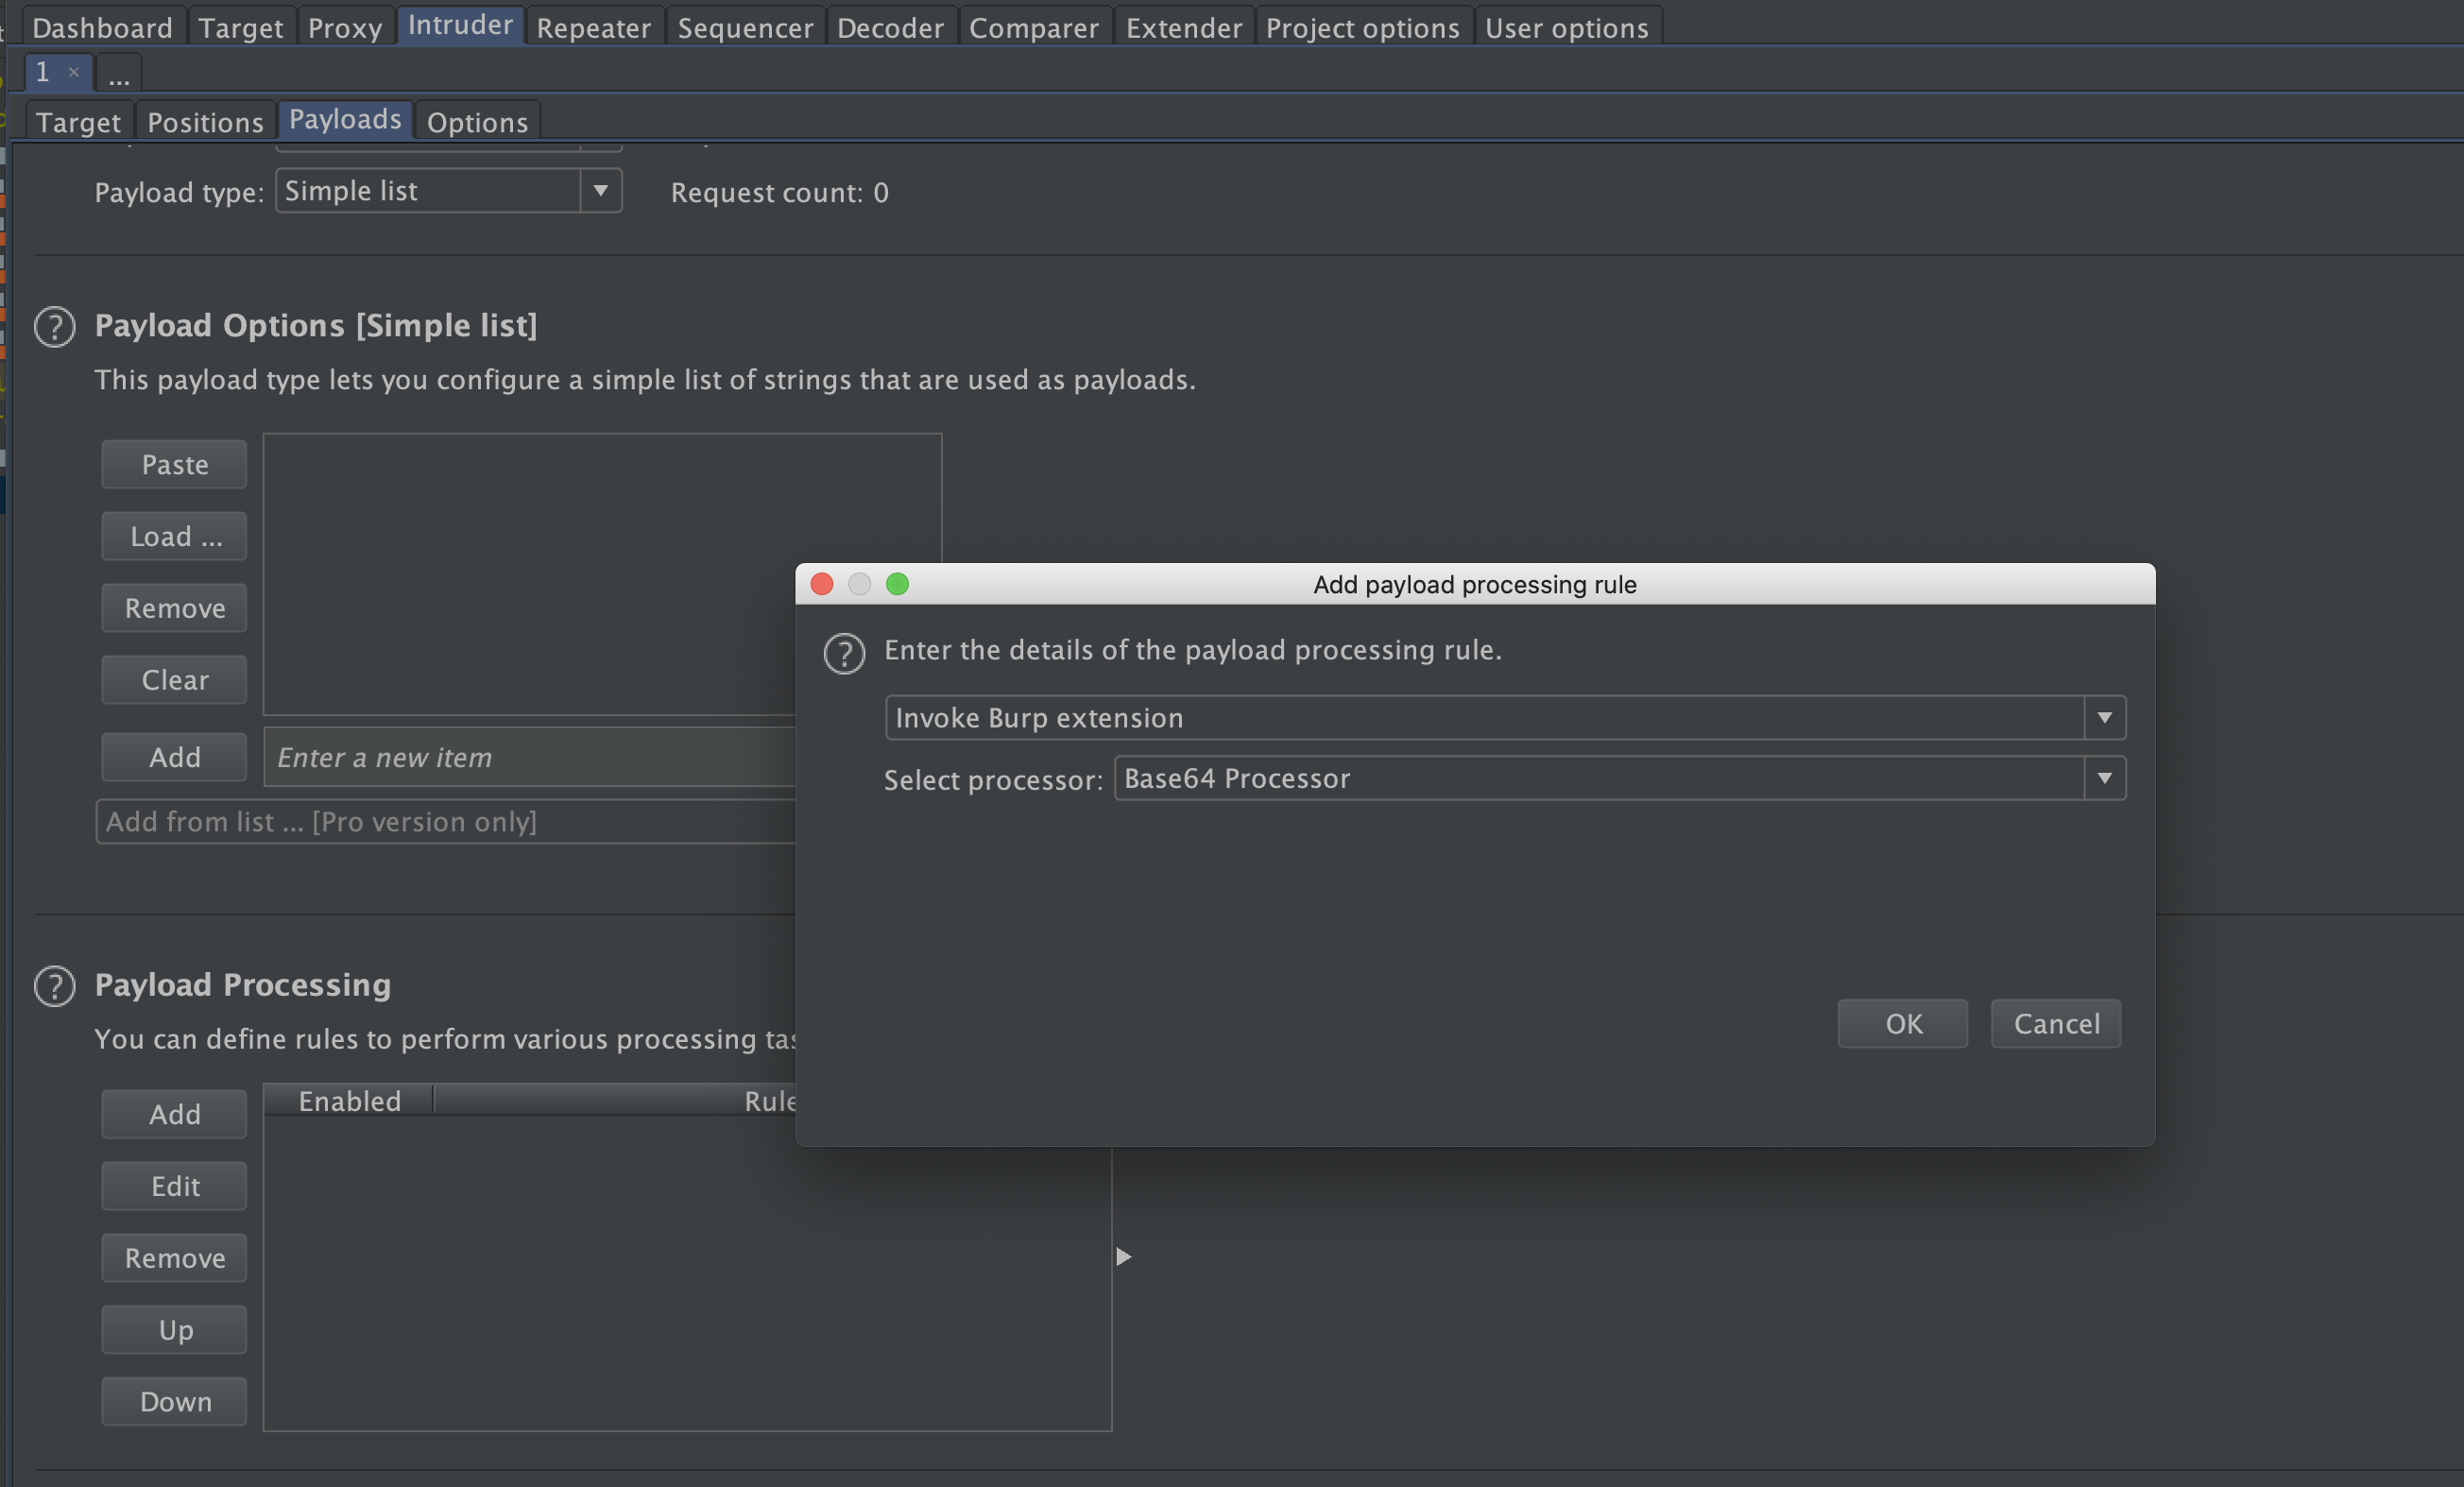 Dashboard Target Proxy Intruder Repeater Sequencer Decoder Comparer Extender Project options User options
1 × ...
Target Positions Payloads Options
Payload type: Simple list Request count: 0
Payload Options [Simple list]
This payload type lets you configure a simple list of strings that are used as payloads.
Paste
Load ...
Remove
Clear
Add Enter a new item
Add from list ... [Pro version only]
Add payload processing rule
Enter the details of the payload processing rule.
Invoke Burp extension
Select processor: Base64 Processor
OK Cancel
Payload Processing
You can define rules to perform various processing tas
Add Enabled Rule
Edit
Remove
Up
Down